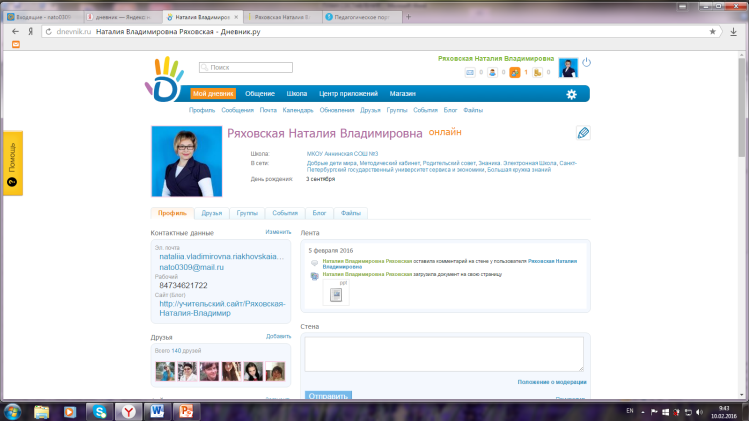 Входящие - nato0309
дневник — Яндекс: н
Наталия Владимировн
Ряховская Наталия В
Педагогическое порт
dnevnik.ru Наталия Владимировна Ряховская - Дневник.ру
Ряховская Наталия Владимировна
Поиск
0 0 1 0
Мой дневник Общение Школа Центр приложений Магазин
Профиль Сообщения Почта Календарь Обновления Друзья Группы События Блог Файлы
Помощь
Ряховская Наталия Владимировна онлайн
Школа: МКОУ Аннинская СОШ №3
В сети: Добрые дети мира, Методический кабинет, Родительский совет, Знаника. Электронная Школа, Санкт-
Петербургский государственный университет сервиса и экономики, Большая кружка знаний
День рождения: 3 сентября
Профиль Друзья Группы События Блог Файлы
Контактные данные Изменить
Эл. почта
nataliia.vladimirovna.riakhovskaia...
nato0309@mail.ru
Рабочий
84734621722
Сайт (Блог)
http://учительский.сайт/Ряховская-
Наталия-Владимир
Друзья Добавить
Всего 140 друзей
Лента
5 февраля 2016
Наталия Владимировна Ряховская оставила комментарий на стене у пользователя Ряховская Наталия
Владимировна
Наталия Владимировна Ряховская загрузила документ на свою страницу
ppt
Стена
Положение о модерации
Отправить
EN
9:43
10.02.2016